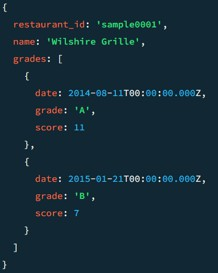 {
  restaurant_id: 'sample0001',
  name: 'Wilshire Grille',
  grades: [
    {
      date: 2014-08-11T00:00:00.000Z,
      grade: 'A',
      score: 11
    },
    {
      date: 2015-01-21T00:00:00.000Z,
      grade: 'B',
      score: 7
    }
  ]
}